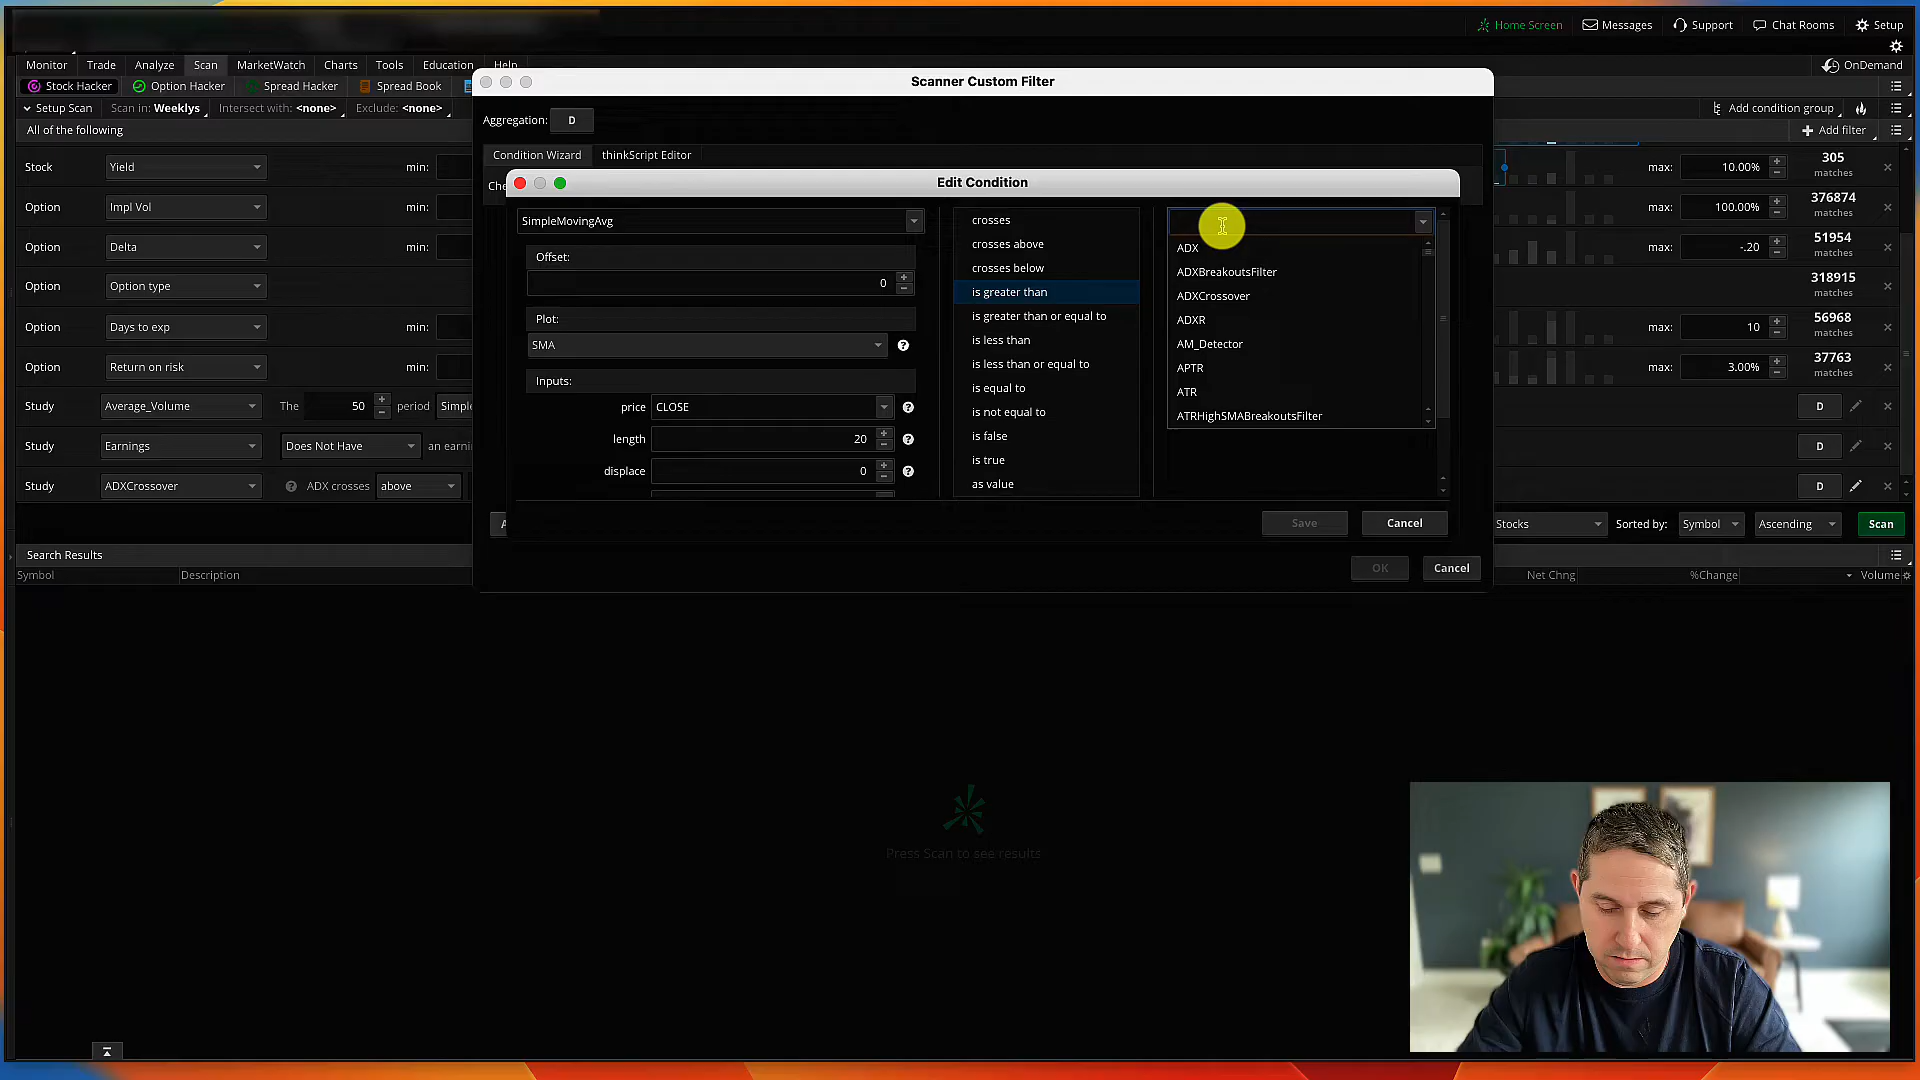 Home Screen Messages Support Chat Rooms Setup
Monitor Trade Analyze Scan MarketWatch Charts Tools Education Help OnDemand
Stock Hacker Option Hacker Spread Hacker Spread Book
Setup Scan Scan in: Weeklys Intersect with: <none> Exclude: <none> Add condition group
All of the following Add filter
Scanner Custom Filter
Aggregation: D
Condition Wizard thinkScript Editor
Edit Condition
Stock Yield min: max: 10.00% 305 matches
Option Impl Vol min: max: 100.00% 376874 matches
Option Delta min: max: -.20 51954 matches
Option Option type 318915 matches
Option Days to exp min: max: 10 56968 matches
Option Return on risk min: max: 3.00% 37763 matches
Study Average_Volume The 50 period D
Study Earnings Does Not Have D
Study ADXCrossover ADX crosses above D
SimpleMovingAvg
Offset:
0
Plot:
SMA
Inputs:
price CLOSE
length 20
displace 0
crosses
crosses above
crosses below
is greater than
is greater than or equal to
is less than
is less than or equal to
is equal to
is not equal to
is false
is true
as value
ADX
ADXBreakoutsFilter
ADXCrossover
ADXR
AM_Detector
APTR
ATR
ATRHighSMABreakoutsFilter
Save Cancel
OK Cancel
Stocks Sorted by: Symbol Ascending Scan
Search Results
Symbol Description Net Chng %Change Volume
Press Scan to see results